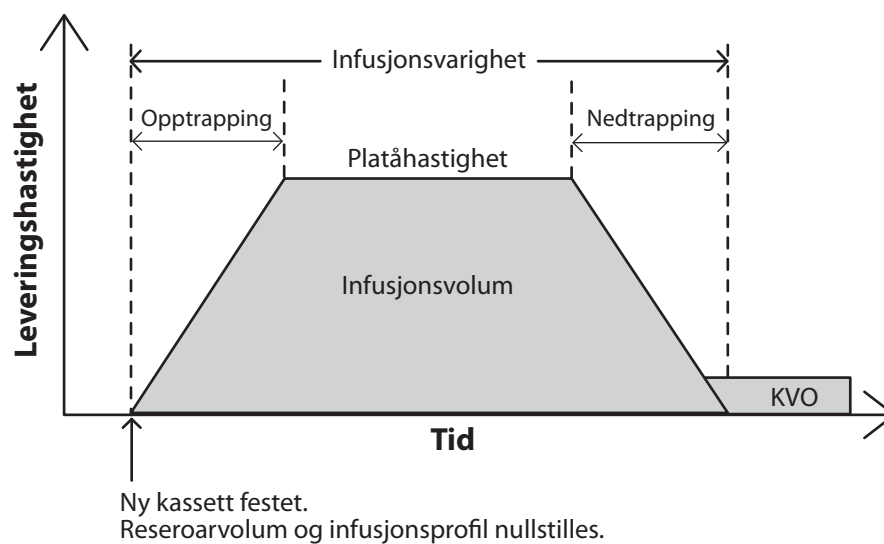 Infusjonsvarighet
Opptrapping
Nedtrapping
Platåhastighet
Leveringshastighet
Infusjonsvolum
KVO
Tid
Ny kassett festet.
Reseroarvolum og infusjonsprofil nullstilles.